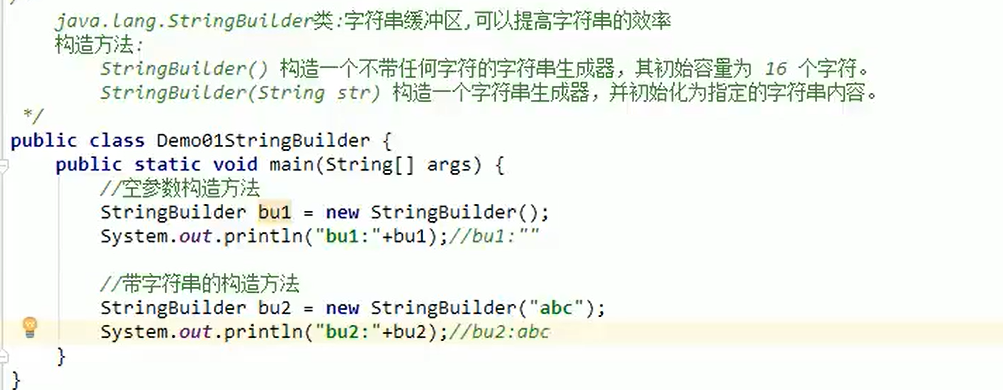 java.lang.StringBuilder类:字符串缓冲区,可以提高字符串的效率
构造方法:
StringBuilder() 构造一个不带任何字符的字符串生成器，其初始容量为 16 个字符。
StringBuilder(String str) 构造一个字符串生成器，并初始化为指定的字符串内容。
*/
public class Demo01StringBuilder {
public static void main(String[] args) {
//空参数构造方法
StringBuilder bu1 = new StringBuilder();
System.out.println("bu1:"+bu1);//bu1:""
//带字符串的构造方法
StringBuilder bu2 = new StringBuilder("abc");
System.out.println("bu2:"+bu2);//bu2:abc
}
}